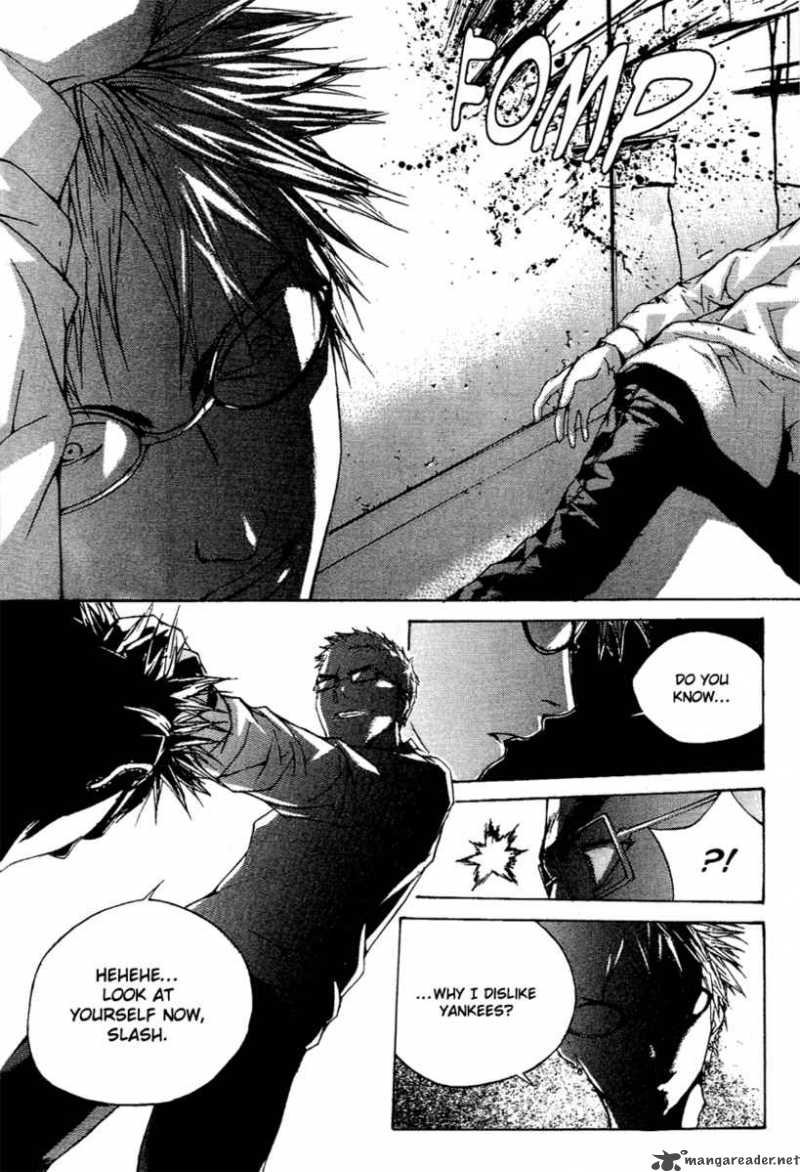 FOMP
DO YOU
KNOW...
?!
HEHEHE...
LOOK AT
YOURSELF NOW,
SLASH.
...WHY I DISLIKE
YANKEES?
mangareader.net